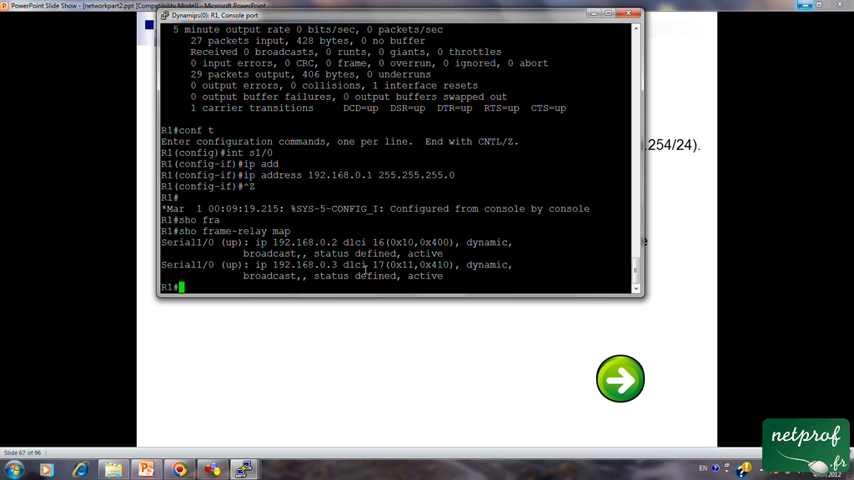 PowerPoint Slide Show - [networkpart2.ppt [Compatibility Mode] - Microsoft PowerPoint
Dynamips(0): R1, Console port
5 minute output rate 0 bits/sec, 0 packets/sec
27 packets input, 428 bytes, 0 no buffer
Received 0 broadcasts, 0 runts, 0 giants, 0 throttles
0 input errors, 0 CRC, 0 frame, 0 overrun, 0 ignored, 0 abort
29 packets output, 406 bytes, 0 underruns
0 output errors, 0 collisions, 1 interface resets
0 output buffer failures, 0 output buffers swapped out
1 carrier transitions DCD=up DSR=up DTR=up RTS=up CTS=up
R1#conf t
Enter configuration commands, one per line. End with CNTL/Z.
R1(config)#int s1/0
R1(config-if)#ip add
R1(config-if)#ip address 192.168.0.1 255.255.255.0
R1(config-if)#^Z
R1#
*Mar 1 00:09:19.215: %SYS-5-CONFIG_I: Configured from console by console
R1#sho fra
R1#sho frame-relay map
Serial1/0 (up): ip 192.168.0.2 dlci 16(0x10,0x400), dynamic,
broadcast,, status defined, active
Serial1/0 (up): ip 192.168.0.3 dlci 17(0x11,0x410), dynamic,
broadcast,, status defined, active
R1#
.254/24).
e
netprof
.fr
Slide 67 of 96
EN
2012